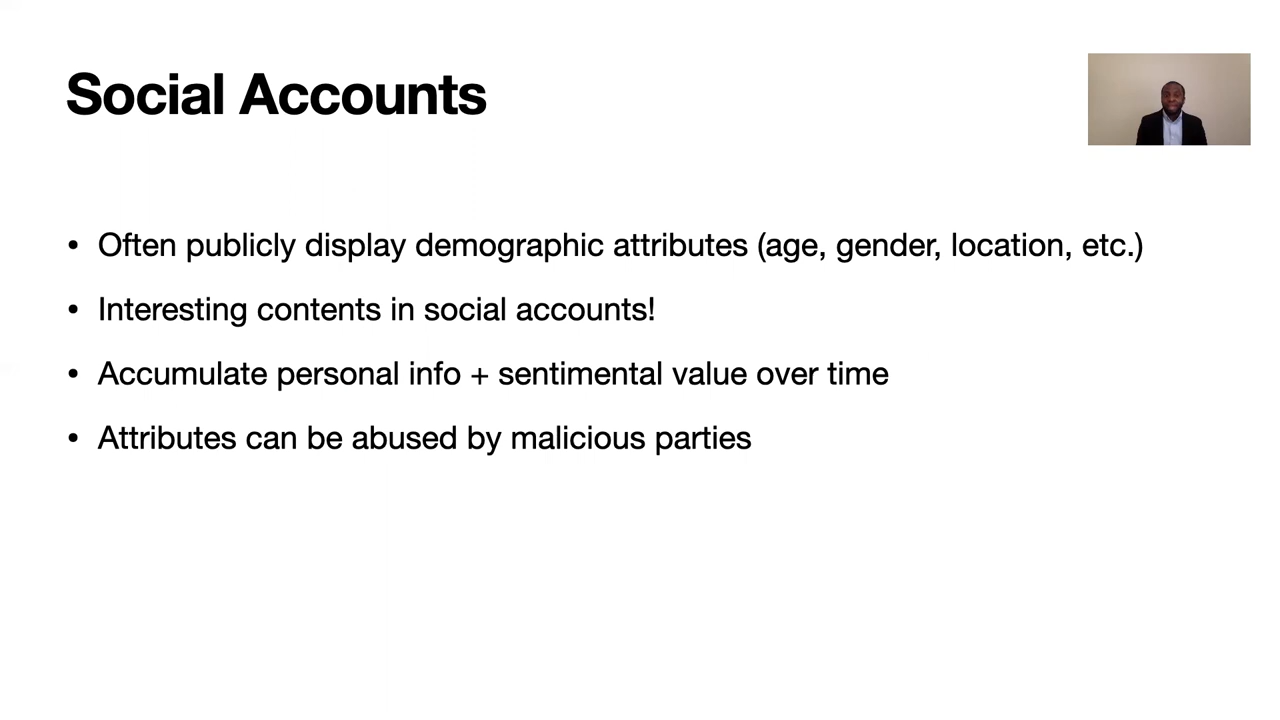 Social Accounts
• Often publicly display demographic attributes (age, gender, location, etc.)
• Interesting contents in social accounts!
• Accumulate personal info + sentimental value over time
• Attributes can be abused by malicious parties